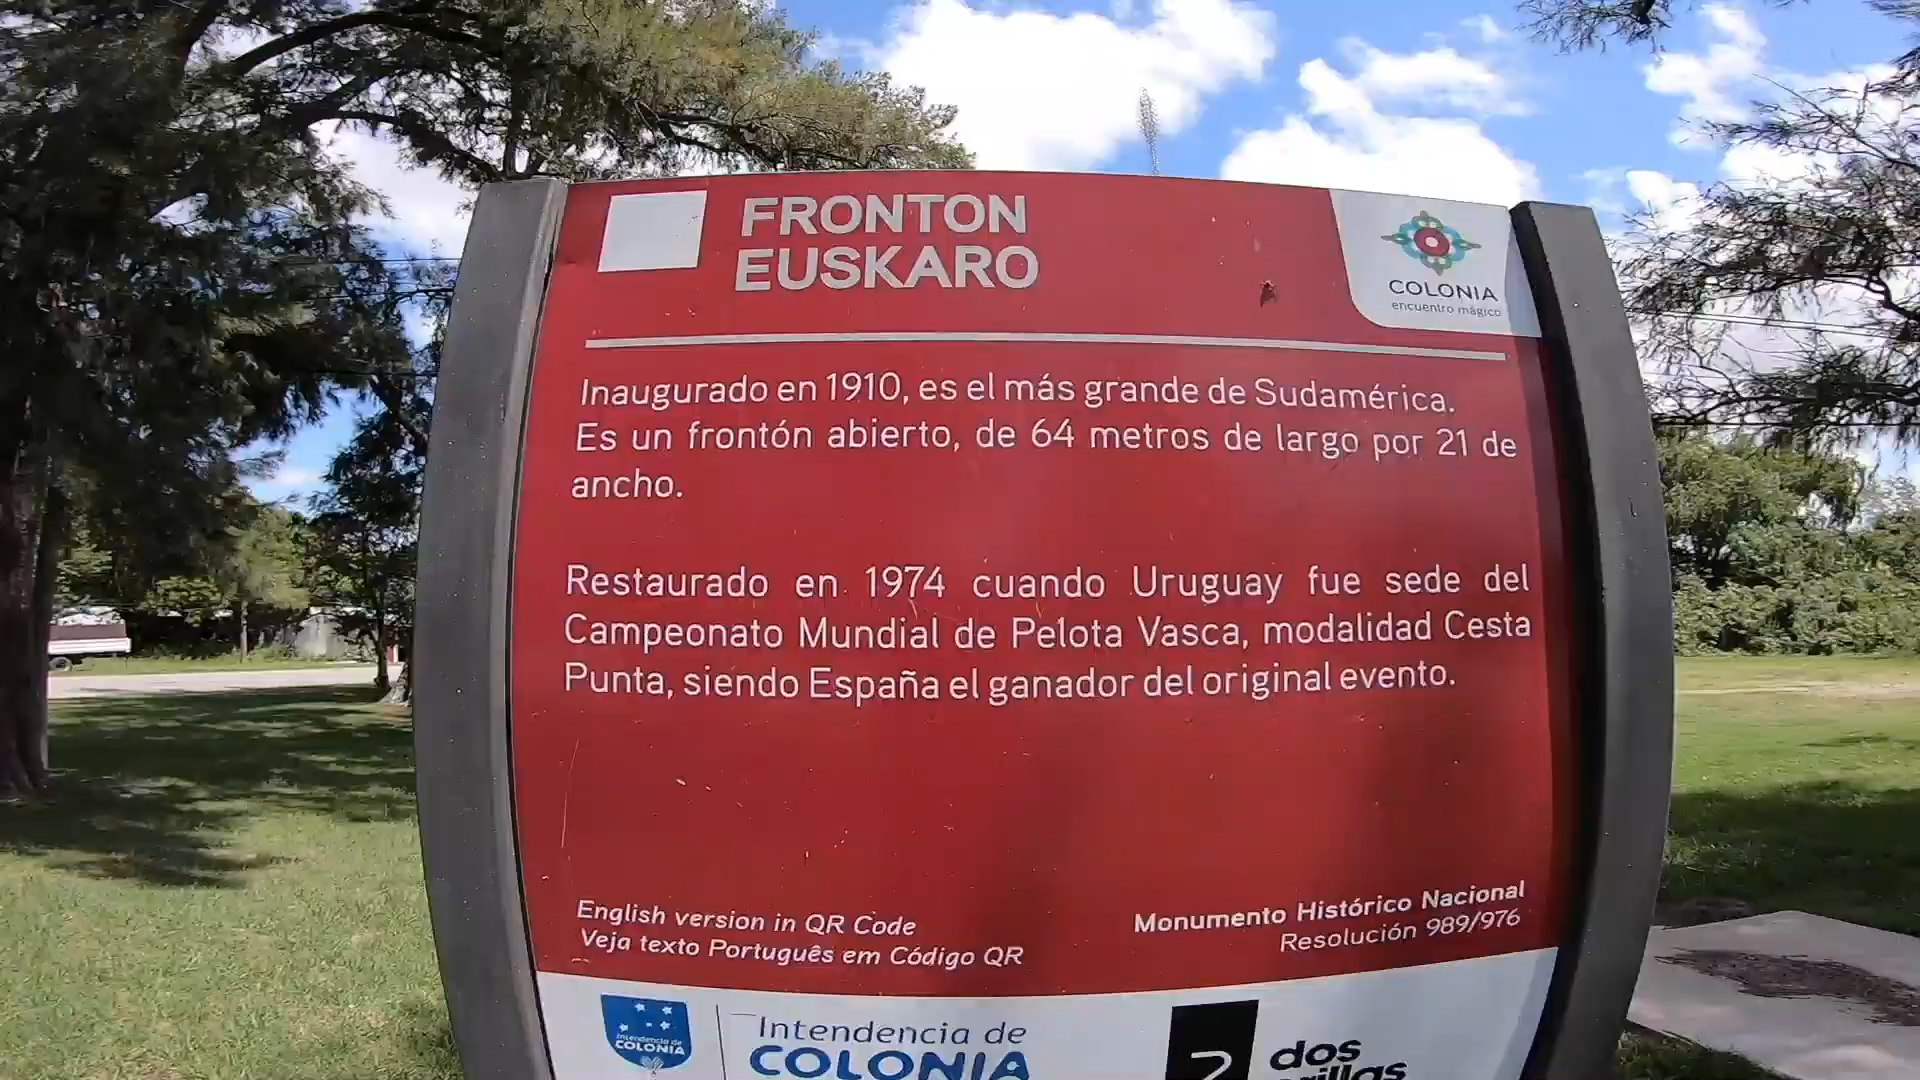 FRONTON
EUSKARO
COLONIA
encuentro mágico
Inaugurado en 1910, es el más grande de Sudamérica.
Es un frontón abierto, de 64 metros de largo por 21 de
ancho.
Restaurado en 1974 cuando Uruguay fue sede del
Campeonato Mundial de Pelota Vasca, modalidad Cesta
Punta, siendo España el ganador del original evento.
English version in QR Code
Veja texto Português em Código QR
Monumento Histórico Nacional
Resolución 989/976
Intendencia de
COLONIA
Intendencia de
COLONIA
dos